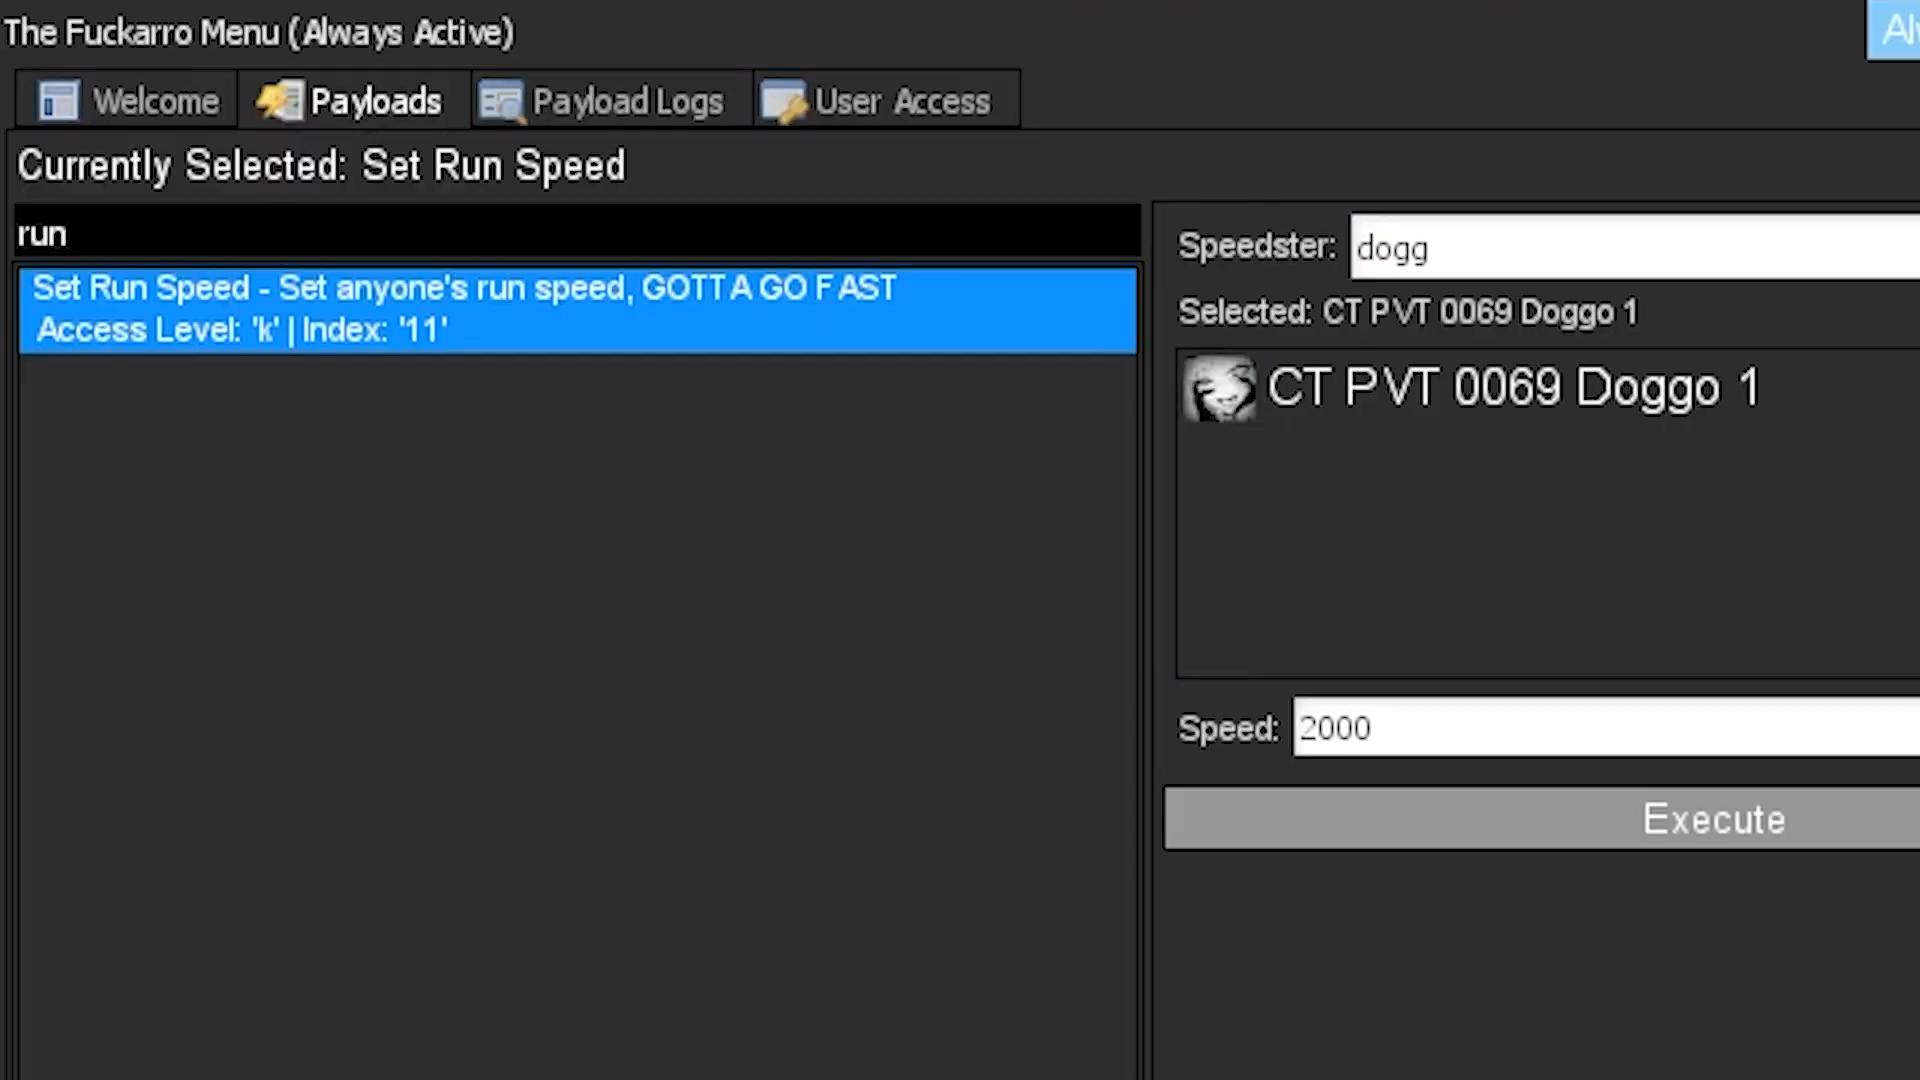 The Fuckarro Menu (Always Active)
Welcome
Payloads
Payload Logs
User Access
Currently Selected: Set Run Speed
run
Set Run Speed - Set anyone's run speed, GOTTA GO FAST
Access Level: 'k' | Index: '11'
Speedster: dogg
Selected: CT PVT 0069 Doggo 1
CT PVT 0069 Doggo 1
Speed: 2000
Execute